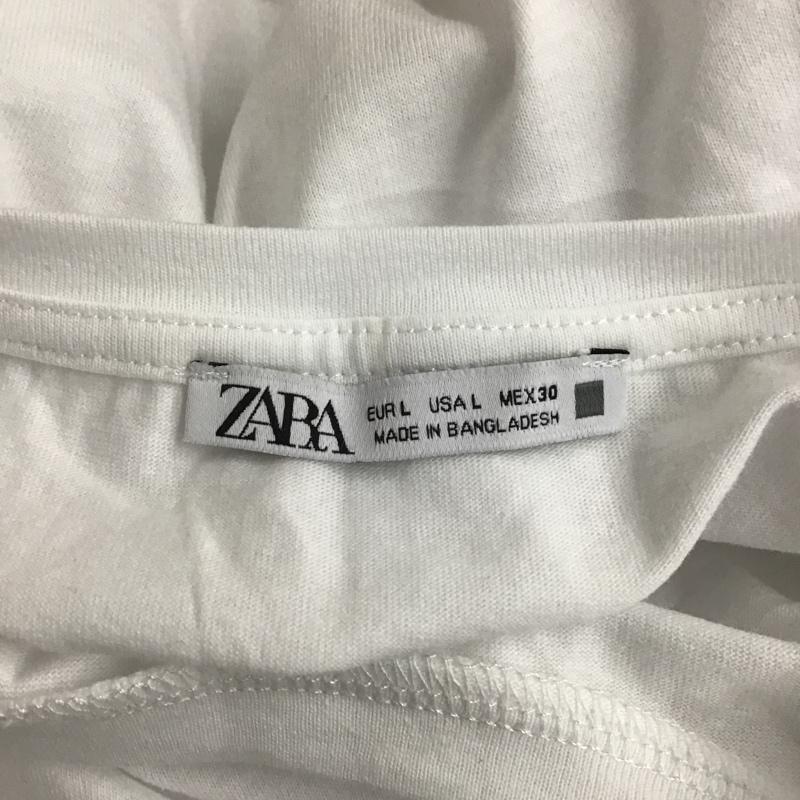 ZARA
EUR L USA L MEX 30
MADE IN BANGLADESH